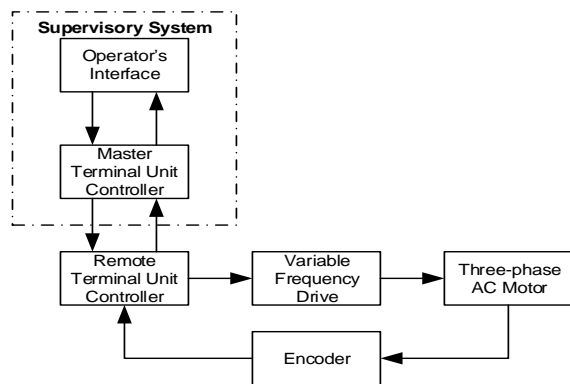 Supervisory System
Operator's
Interface
Master
Terminal Unit
Controller
Remote
Terminal Unit
Controller
Variable
Frequency
Drive
Three-phase
AC Motor
Encoder